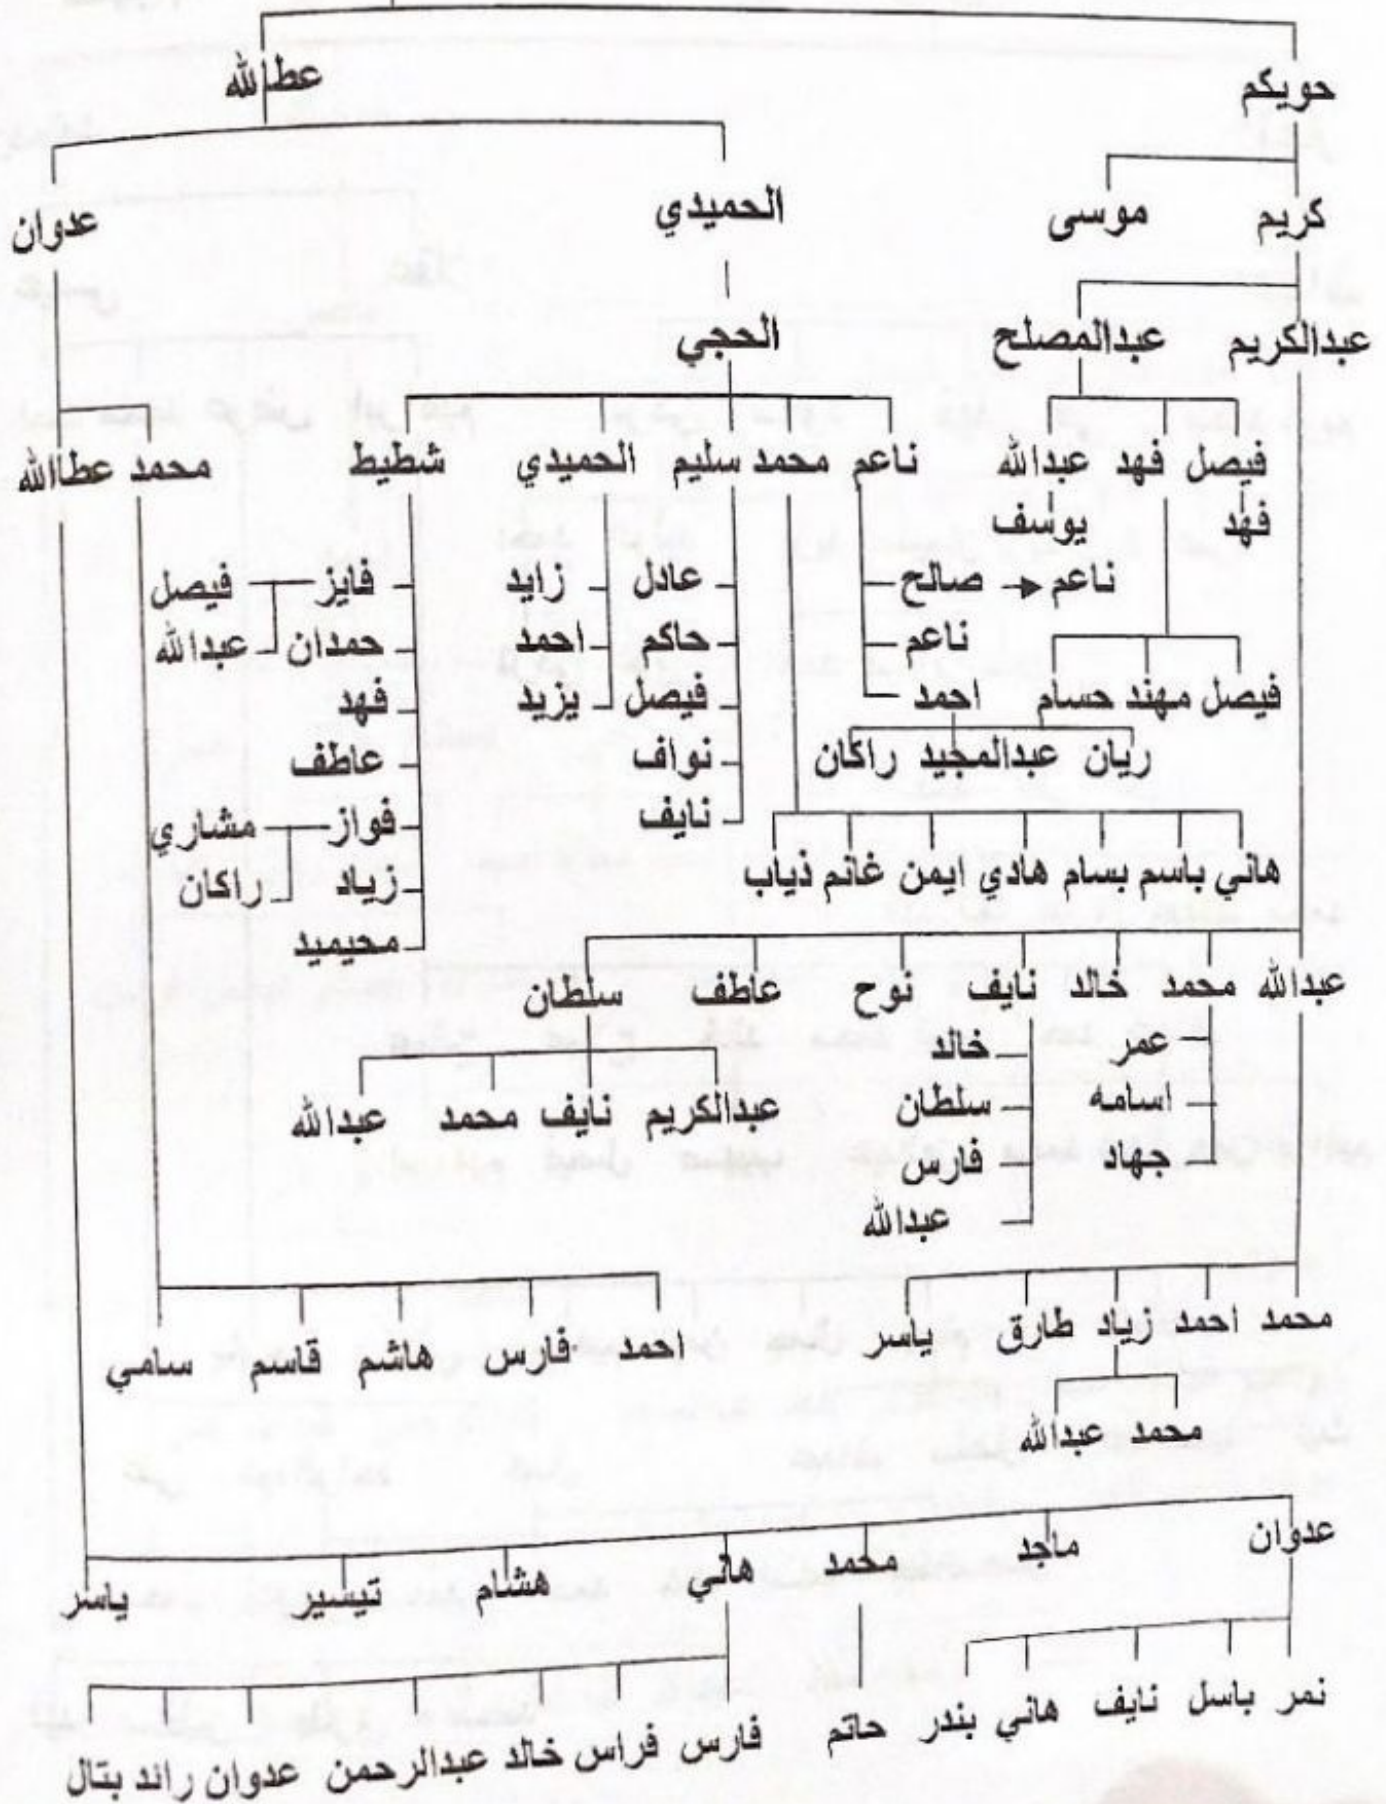 حويكم عطالله
كريم موسى الحميدي عدوان
عبدالكريم عبدالمصلح الحجي
فيصل فهد عبدالله ناعم محمد سليم الحميدي شطيط محمد عطاالله
فهد يوسف
ناعم صالح عادل زايد فايز فيصل
ناعم حاكم احمد حمدان عبدالله
فيصل مهند حسام احمد فيصل يزيد فهد
ريان عبدالمجيد راكان نواف عاطف
نايف فواز مشاري
هاني باسم بسام هادي ايمن غانم ذياب زياد راكان
محيميد
عبدالله محمد خالد نايف نوح عاطف سلطان
عمر خالد
اسامه سلطان عبدالكريم نايف محمد عبدالله
جهاد فارس
عبدالله
محمد احمد زياد طارق ياسر احمد فارس هاشم قاسم سامي
محمد عبدالله
عدوان ماجد محمد هاني هشام تيسير ياسر
نمر باسل نايف هاني بندر حاتم فارس فراس خالد عبدالرحمن عدوان رائد بتال